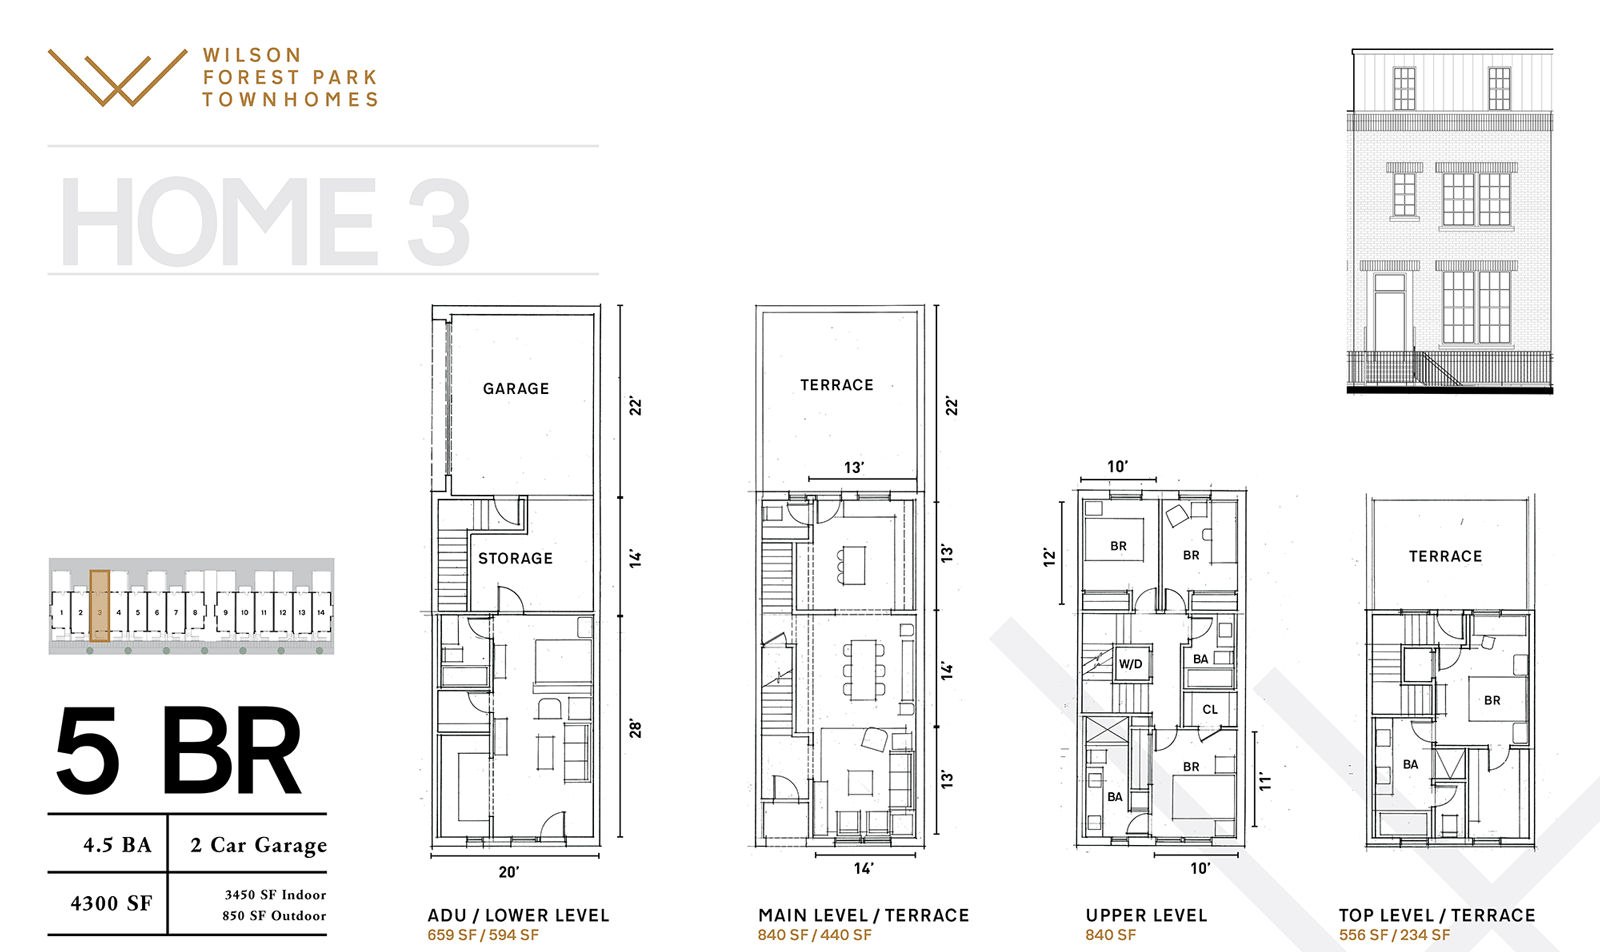 WILSON
FOREST PARK
TOWNHOMES
HOME 3
GARAGE
22'
STORAGE
14'
28'
20'
TERRACE
22'
13'
13'
14'
13'
14'
10'
12'
BR
BR
W/D
BA
CL
BR
BA
11'
10'
TERRACE
BR
BA
1 2 3 4 5 6 7 8 9 10 11 12 13 14
5 BR
4.5 BA
2 Car Garage
4300 SF
3450 SF Indoor
850 SF Outdoor
ADU / LOWER LEVEL
659 SF / 594 SF
MAIN LEVEL / TERRACE
840 SF / 440 SF
UPPER LEVEL
840 SF
TOP LEVEL / TERRACE
556 SF / 234 SF